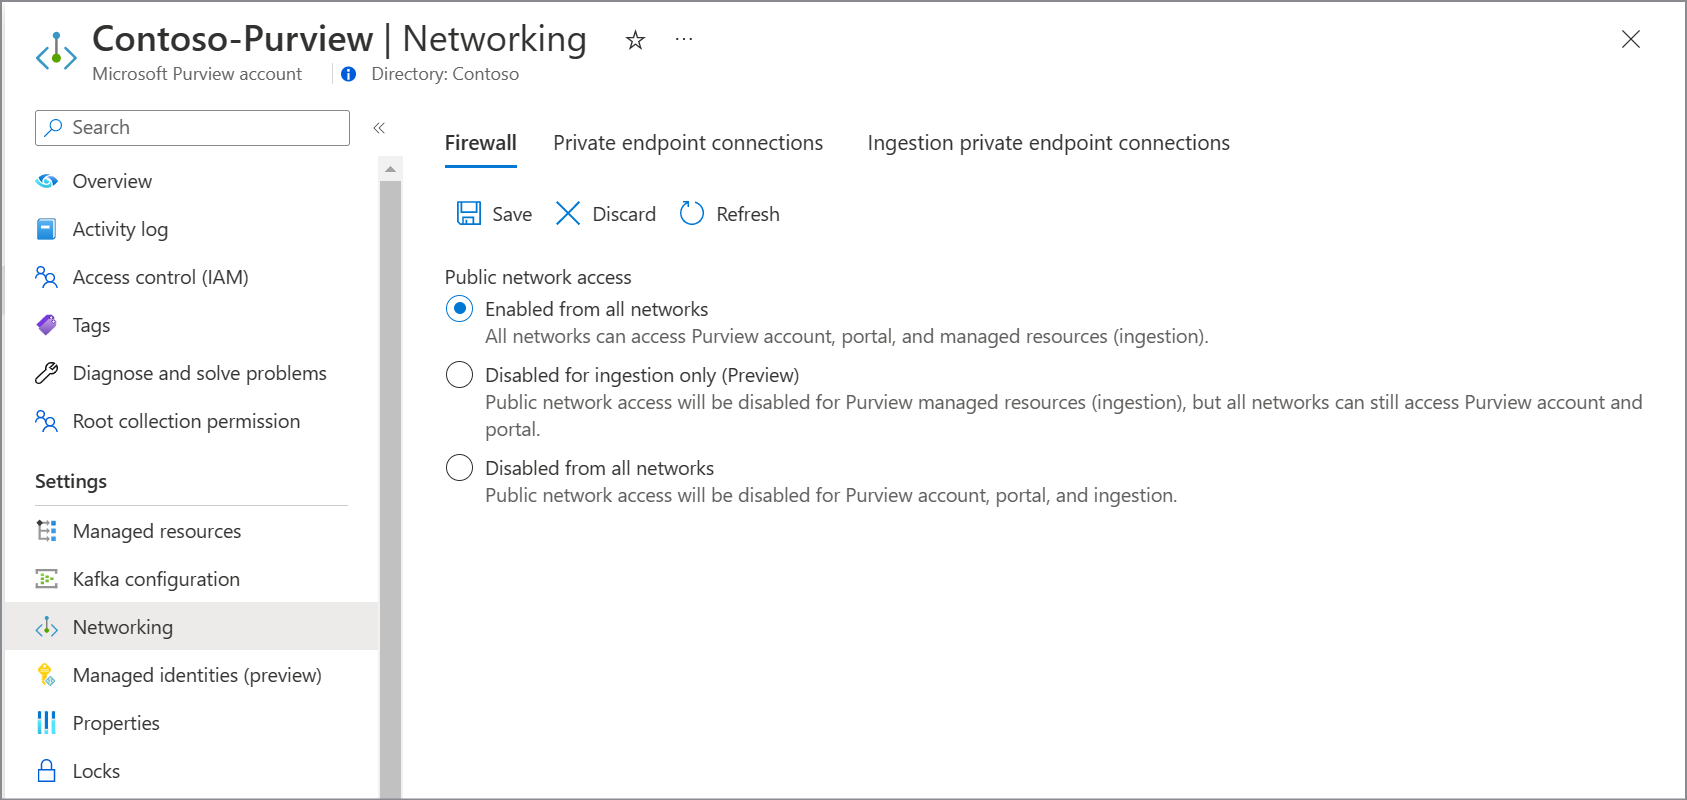 Contoso-Purview | Networking
Microsoft Purview account
Directory: Contoso
Search
Overview
Activity log
Access control (IAM)
Tags
Diagnose and solve problems
Root collection permission
Settings
Managed resources
Kafka configuration
Networking
Managed identities (preview)
Properties
Locks
Firewall
Private endpoint connections
Ingestion private endpoint connections
Save
Discard
Refresh
Public network access
Enabled from all networks
All networks can access Purview account, portal, and managed resources (ingestion).
Disabled for ingestion only (Preview)
Public network access will be disabled for Purview managed resources (ingestion), but all networks can still access Purview account and
portal.
Disabled from all networks
Public network access will be disabled for Purview account, portal, and ingestion.